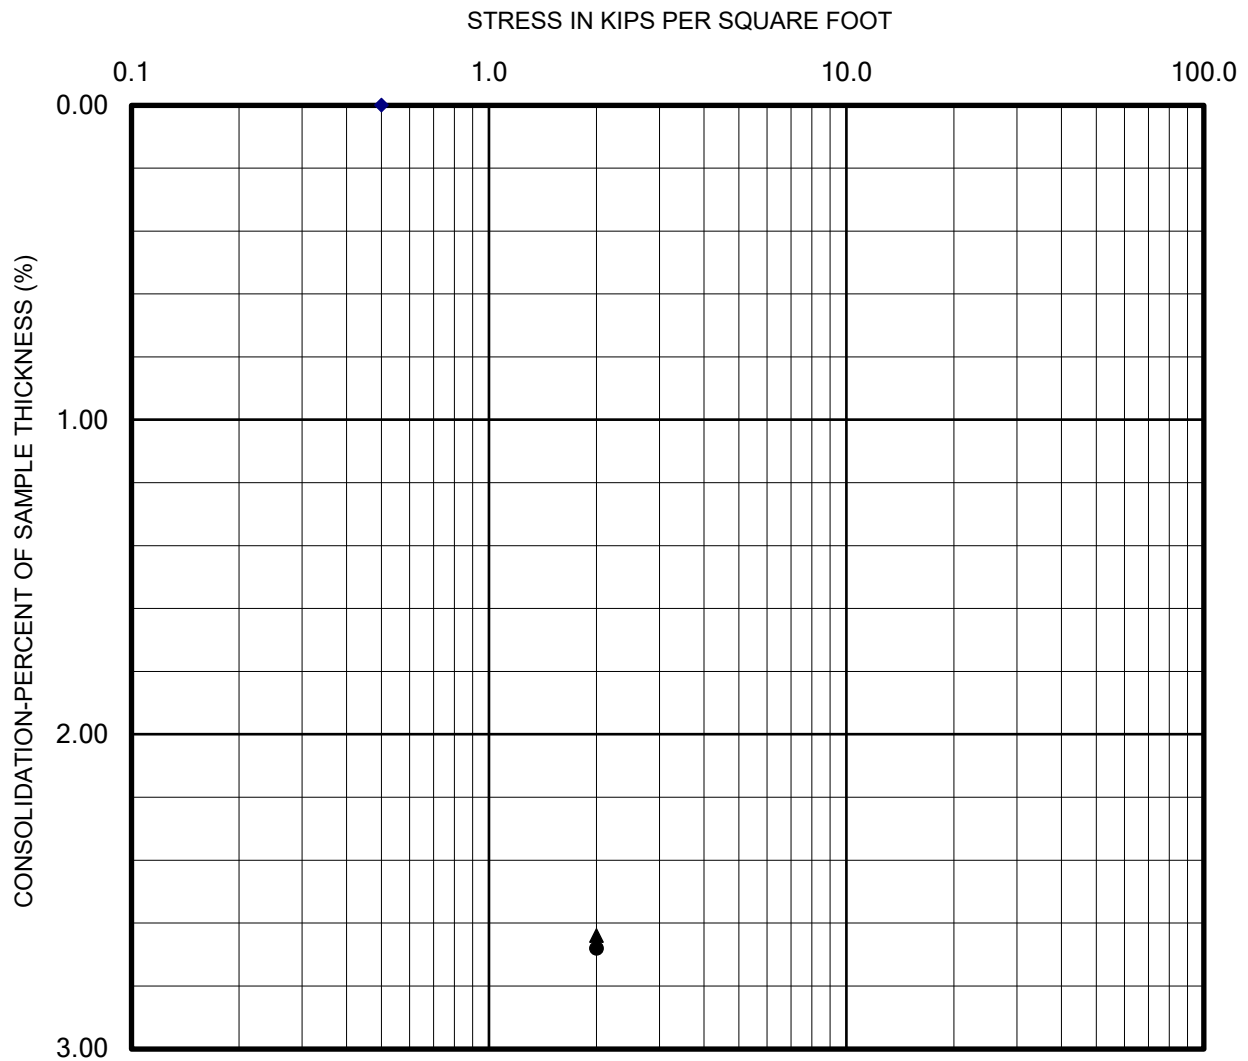 STRESS IN KIPS PER SQUARE FOOT
0.1 1.0 10.0 100.0
0.00
1.00
2.00
3.00
CONSOLIDATION-PERCENT OF SAMPLE THICKNESS (%)